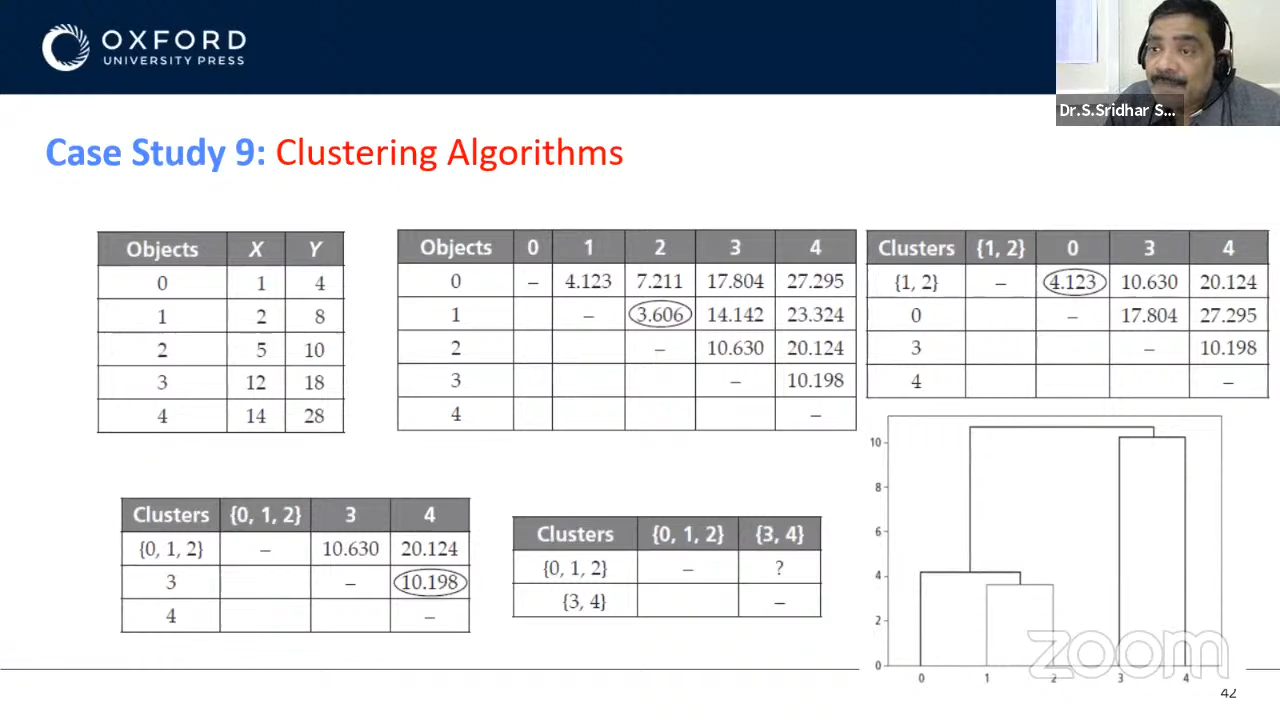 OXFORD
UNIVERSITY PRESS
Dr.S.Sridhar S...
Case Study 9: Clustering Algorithms
Objects X Y
0 1 4
1 2 8
2 5 10
3 12 18
4 14 28
Objects 0 1 2 3 4
0 – 4.123 7.211 17.804 27.295
1 – 3.606 14.142 23.324
2 – 10.630 20.124
3 – 10.198
4 –
Clusters {1, 2} 0 3 4
{1, 2} – 4.123 10.630 20.124
0 – 17.804 27.295
3 – 10.198
4 –
Clusters {0, 1, 2} 3 4
{0, 1, 2} – 10.630 20.124
3 – 10.198
4 –
Clusters {0, 1, 2} {3, 4}
{0, 1, 2} – ?
{3, 4} –
10
8
6
4
2
0
0 1 2 3 4
zoom
42